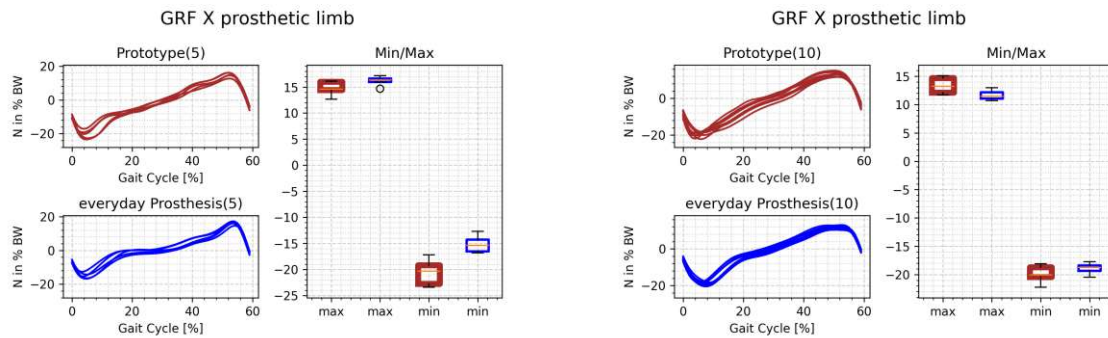 GRF X prosthetic limb
Prototype(5)
Min/Max
20
0
−20
N in % BW
0 20 40 60
Gait Cycle [%]
everyday Prosthesis(5)
20
0
−20
N in % BW
0 20 40 60
Gait Cycle [%]
15
10
5
0
−5
−10
−15
−20
−25
max max min min
GRF X prosthetic limb
Prototype(10)
Min/Max
0
−20
N in % BW
0 20 40 60
Gait Cycle [%]
everyday Prosthesis(10)
0
−20
N in % BW
0 20 40 60
Gait Cycle [%]
15
10
5
0
−5
−10
−15
−20
max max min min